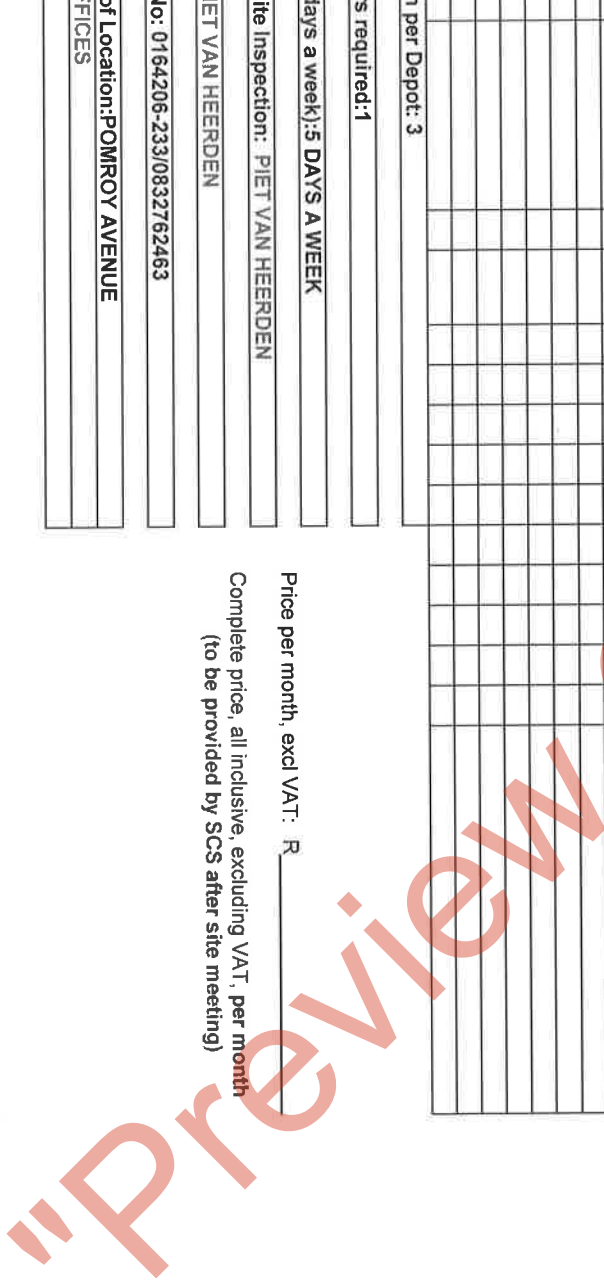 n per Depot: 3
s required:1
days a week):5 DAYS A WEEK
ite Inspection: PIET VAN HEERDEN
IET VAN HEERDEN
No: 0164206-233/0832762463
of Location:POMROY AVENUE
FFICES
Price per month, excl VAT: R
Complete price, all inclusive, excluding VAT, per month
(to be provided by SCS after site meeting)
"Preview